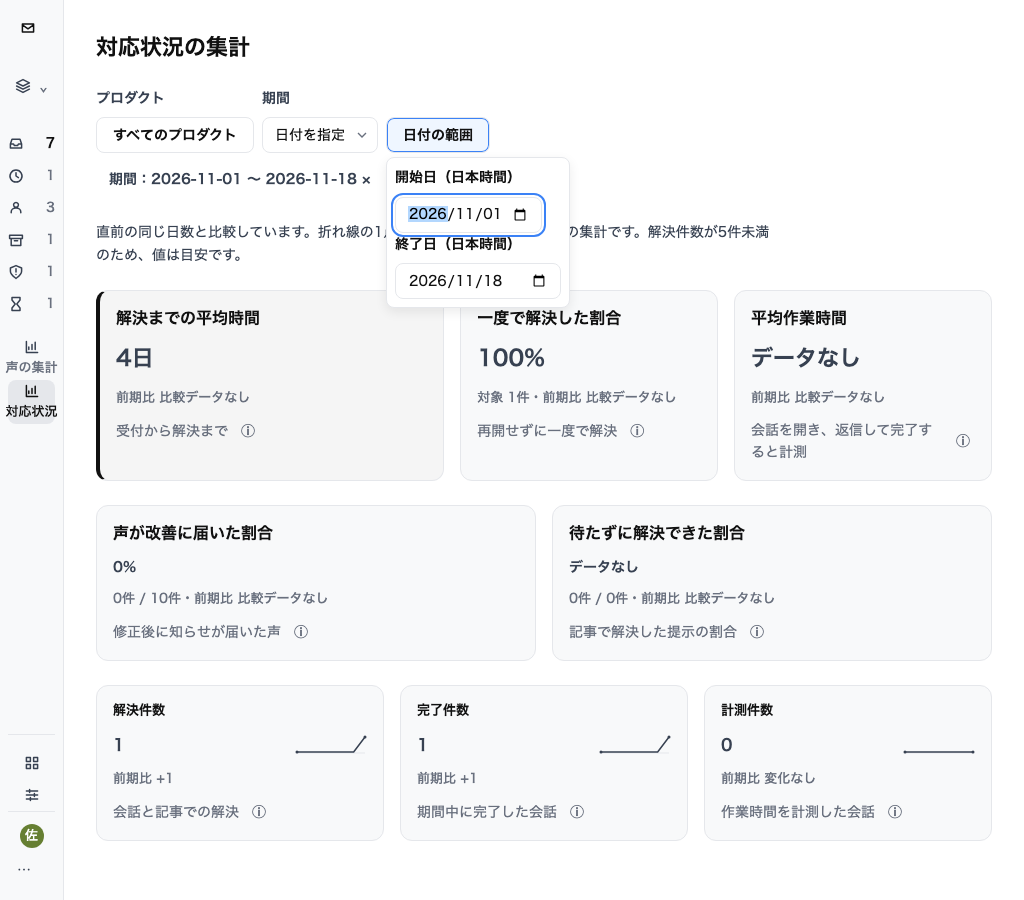 対応状況の集計
プロダクト
期間
すべてのプロダクト
日付を指定
日付の範囲
期間：2026-11-01 〜 2026-11-18 ×
開始日（日本時間）
2026/11/01
終了日（日本時間）
2026/11/18
直前の同じ日数と比較しています。折れ線の1
の集計です。解決件数が5件未満
のため、値は目安です。
7
1
3
1
1
1
声の集計
対応状況
解決までの平均時間
4日
前期比 比較データなし
受付から解決まで
一度で解決した割合
100%
対象 1件・前期比 比較データなし
再開せずに一度で解決
平均作業時間
データなし
前期比 比較データなし
会話を開き、返信して完了す
ると計測
声が改善に届いた割合
0%
0件 / 10件・前期比 比較データなし
修正後に知らせが届いた声
待たずに解決できた割合
データなし
0件 / 0件・前期比 比較データなし
記事で解決した提示の割合
解決件数
1
前期比 +1
会話と記事での解決
完了件数
1
前期比 +1
期間中に完了した会話
計測件数
0
前期比 変化なし
作業時間を計測した会話
佐
…